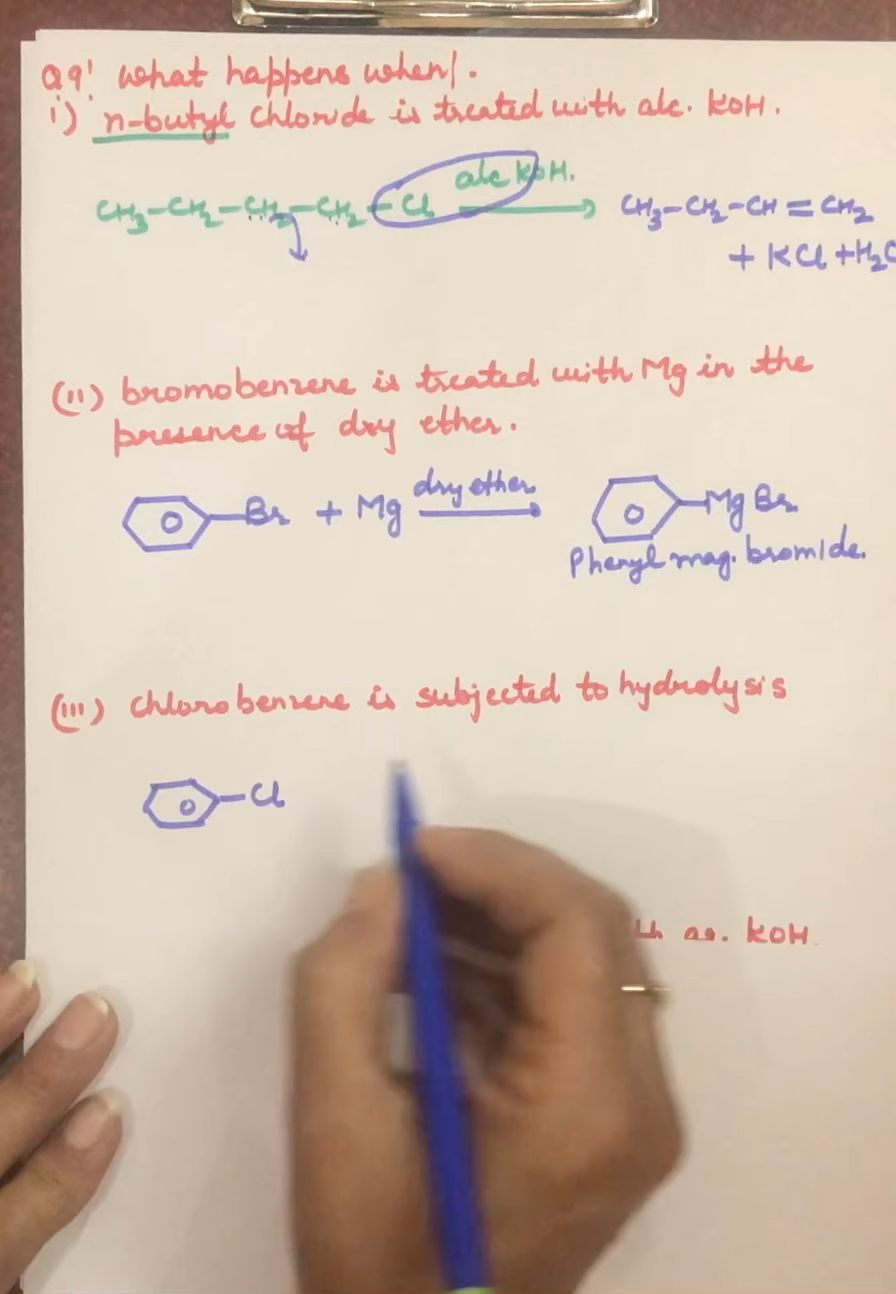 Q9! What happens when/.
i) n-butyl chloride is treated with alc. KOH.
CH3-CH2-CH2-CH2-Cl alc KOH. → CH3-CH2-CH=CH2
+ KCl + H2O
(ii) bromobenzene is treated with Mg in the
presence of dry ether.
Br + Mg dry ether → MgBr
Phenyl mag. bromide.
(iii) chlorobenzene is subjected to hydrolysis
Cl
KOH.